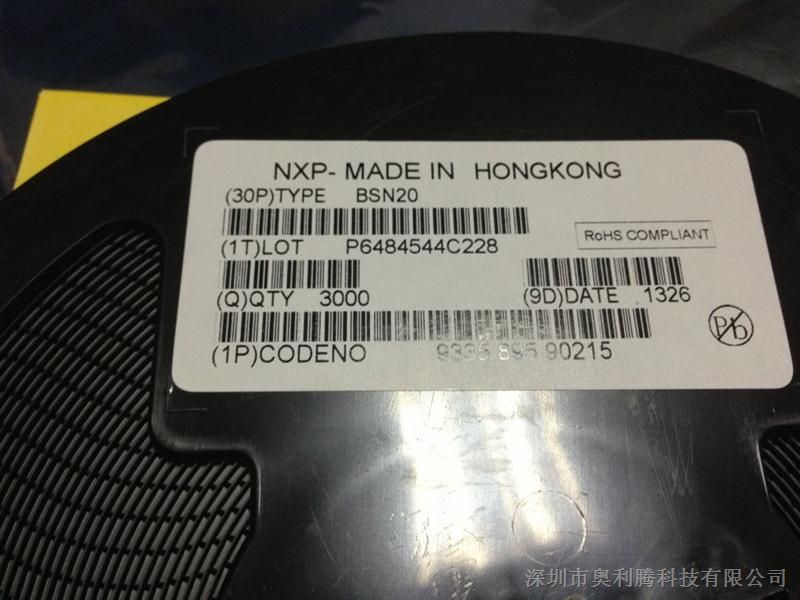 NXP- MADE IN HONGKONG
(30P)TYPE BSN20
(1T)LOT P6484544C228
RoHS COMPLIANT
(Q)QTY 3000 (9D)DATE 1326
Pb
(1P)CODENO 9335 895 90215
深圳市奥利腾科技有限公司